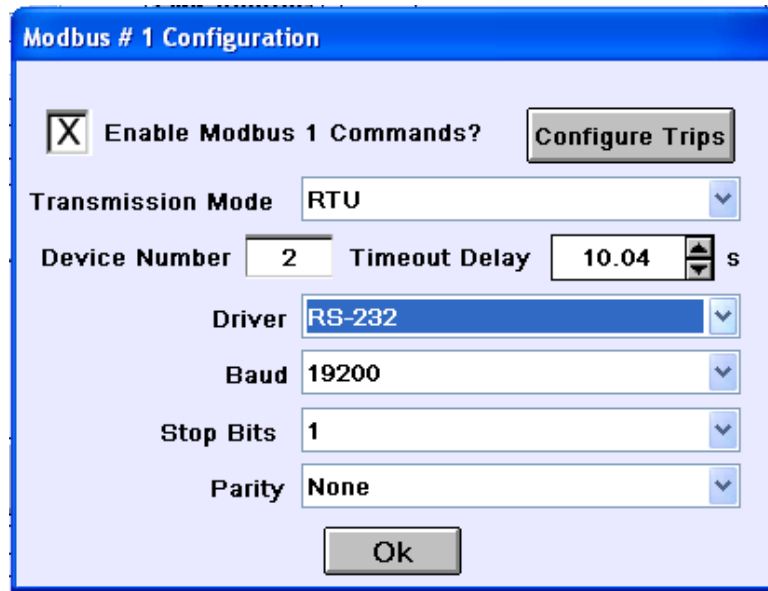 Modbus # 1 Configuration
X Enable Modbus 1 Commands? Configure Trips
Transmission Mode RTU
Device Number 2 Timeout Delay 10.04 s
Driver RS-232
Baud 19200
Stop Bits 1
Parity None
Ok